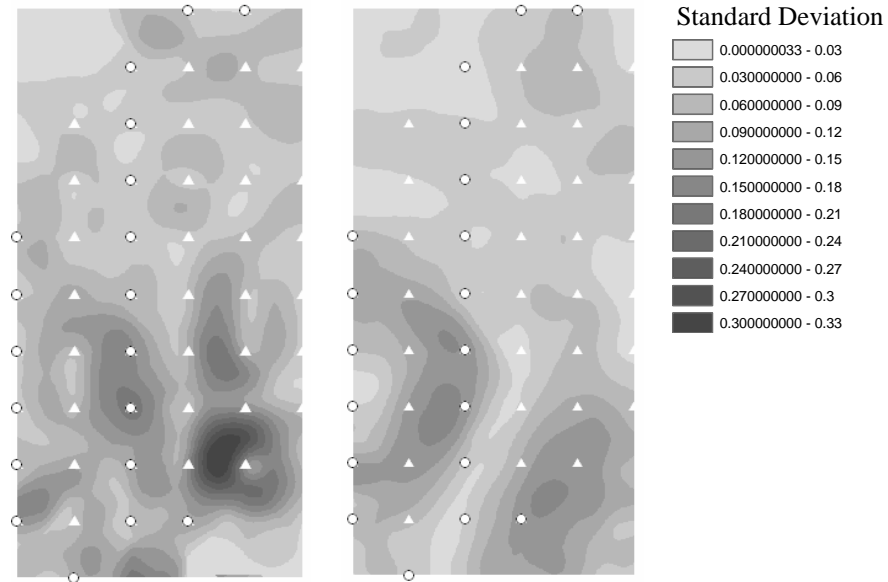 Standard Deviation
0.000000033 - 0.03
0.030000000 - 0.06
0.060000000 - 0.09
0.090000000 - 0.12
0.120000000 - 0.15
0.150000000 - 0.18
0.180000000 - 0.21
0.210000000 - 0.24
0.240000000 - 0.27
0.270000000 - 0.3
0.300000000 - 0.33